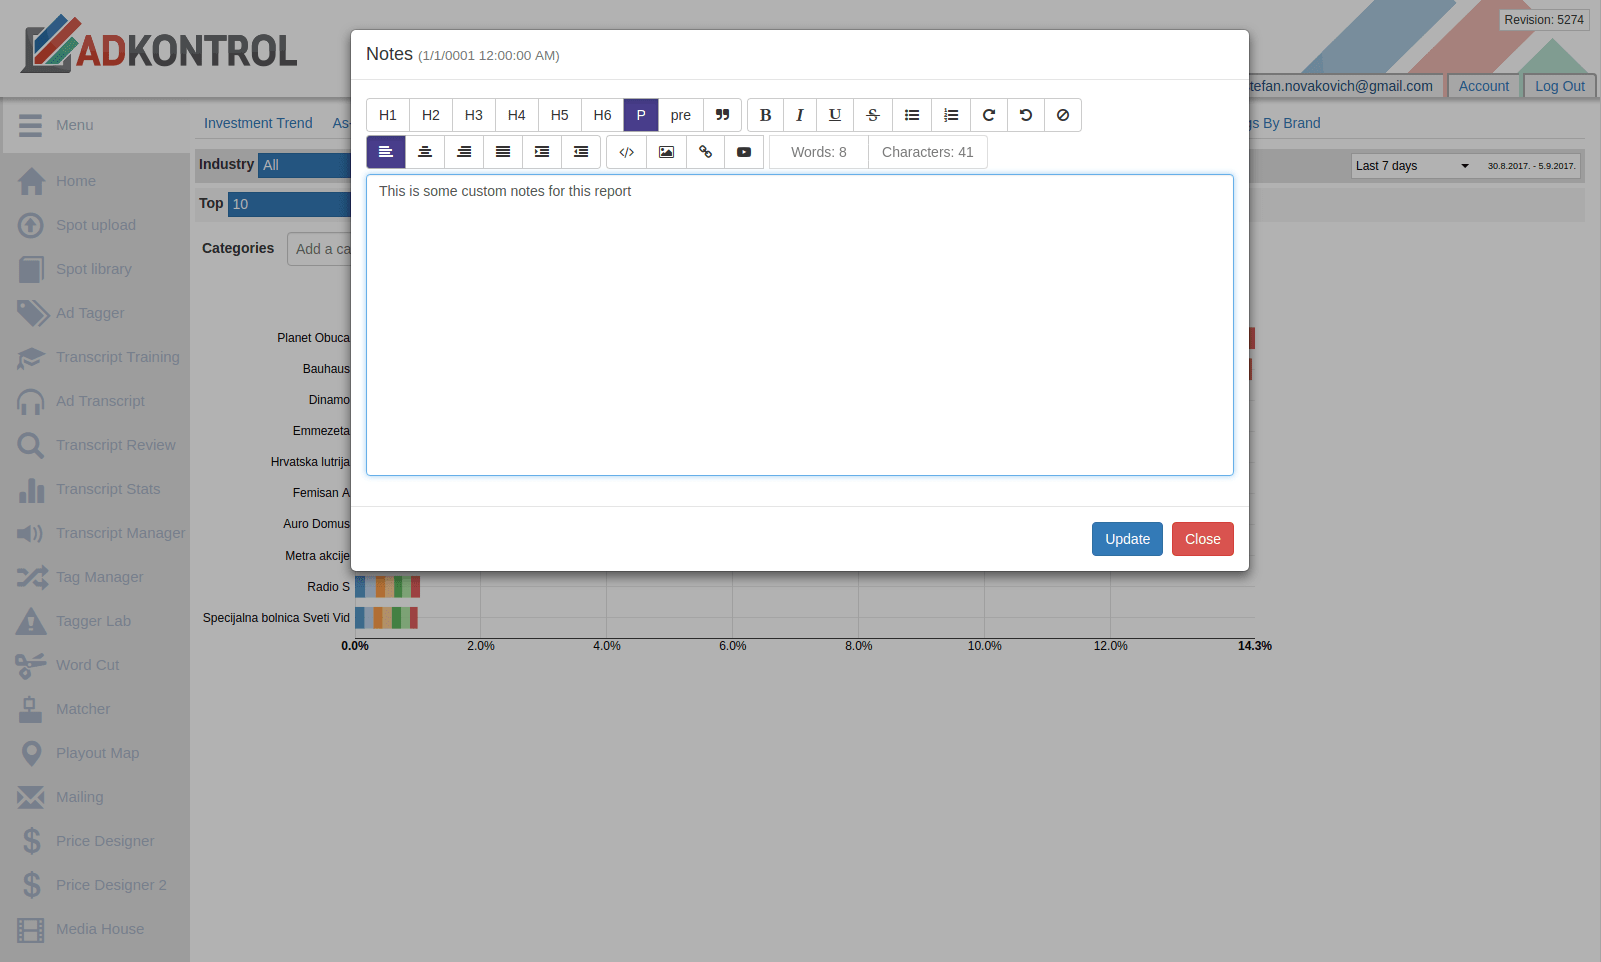 ADKONTROL
Revision: 5274
tefan.novakovich@gmail.com
Account
Log Out
Menu
Home
Spot upload
Spot library
Ad Tagger
Transcript Training
Ad Transcript
Transcript Review
Transcript Stats
Transcript Manager
Tag Manager
Tagger Lab
Word Cut
Matcher
Playout Map
Mailing
Price Designer
Price Designer 2
Media House
Investment Trend
As-
gs By Brand
Industry All
Last 7 days 30.8.2017. - 5.9.2017.
Top 10
Categories Add a ca
Notes (1/1/0001 12:00:00 AM)
H1 H2 H3 H4 H5 H6 P pre B I U S
Words: 8 Characters: 41
This is some custom notes for this report
Update Close
Planet Obuca
Bauhaus
Dinamo
Emmezeta
Hrvatska lutrija
Femisan A
Auro Domus
Metra akcije
Radio S
Specijalna bolnica Sveti Vid
0.0% 2.0% 4.0% 6.0% 8.0% 10.0% 12.0% 14.3%